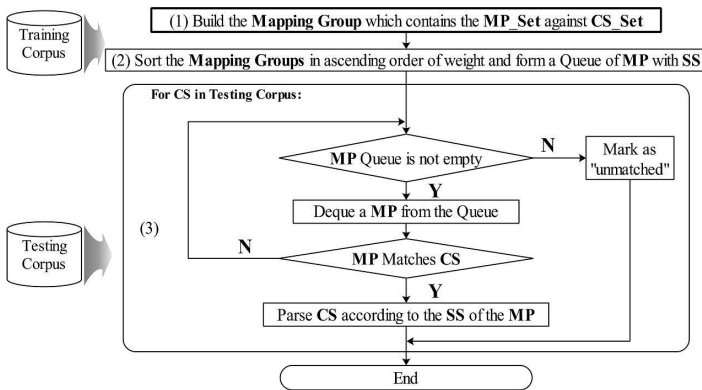 Training
Corpus
(1) Build the Mapping Group which contains the MP_Set against CS_Set
(2) Sort the Mapping Groups in ascending order of weight and form a Queue of MP with SS
For CS in Testing Corpus:
MP Queue is not empty
N
Mark as
"unmatched"
Y
Deque a MP from the Queue
(3)
Testing
Corpus
N
MP Matches CS
Y
Parse CS according to the SS of the MP
End